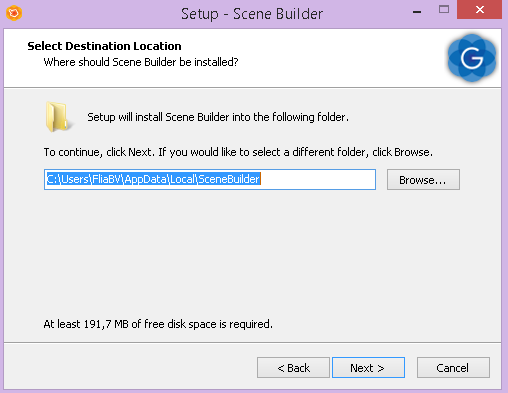 Setup - Scene Builder
Select Destination Location
Where should Scene Builder be installed?
G
Setup will install Scene Builder into the following folder.
To continue, click Next. If you would like to select a different folder, click Browse.
C:\Users\FliaBV\AppData\Local\SceneBuilder
Browse...
At least 191,7 MB of free disk space is required.
< Back
Next >
Cancel